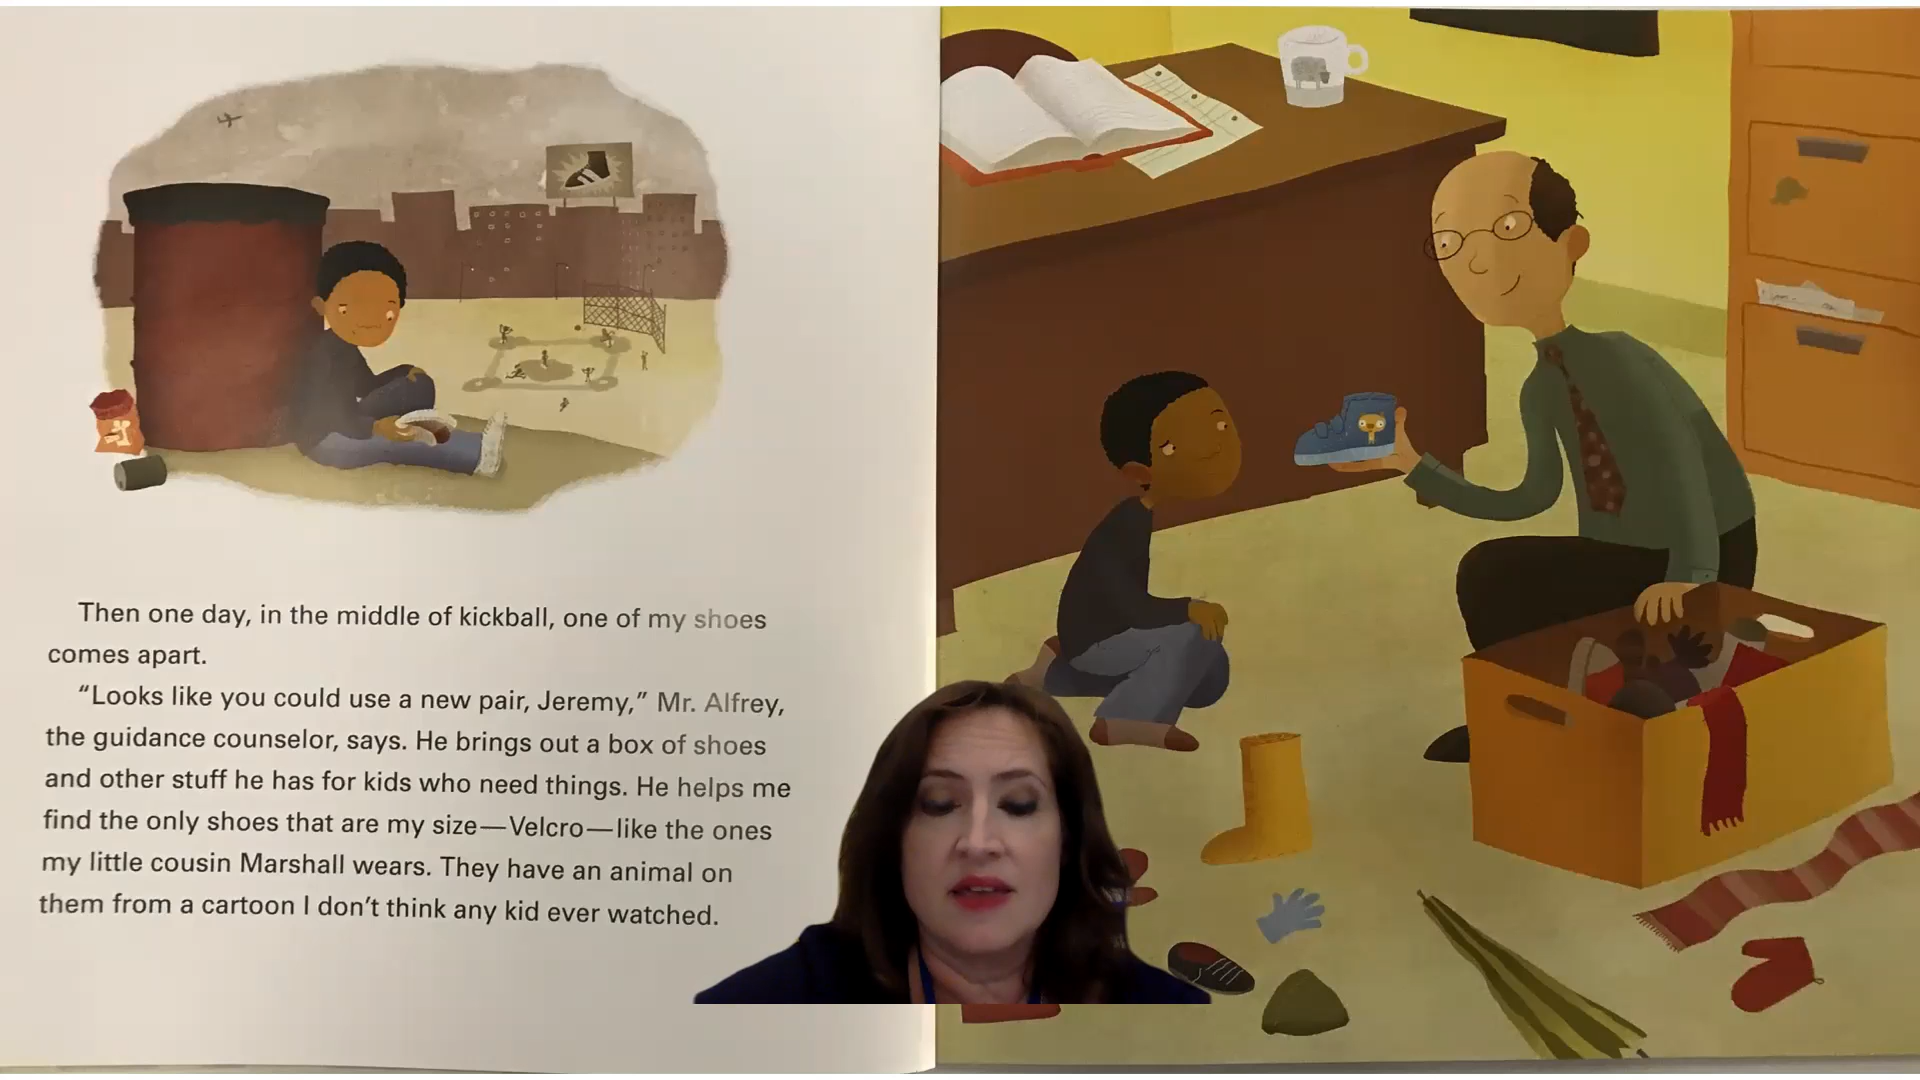 Then one day, in the middle of kickball, one of my shoes
comes apart.
“Looks like you could use a new pair, Jeremy,” Mr. Alfrey,
the guidance counselor, says. He brings out a box of shoes
and other stuff he has for kids who need things. He helps me
find the only shoes that are my size—Velcro—like the ones
my little cousin Marshall wears. They have an animal on
them from a cartoon I don’t think any kid ever watched.